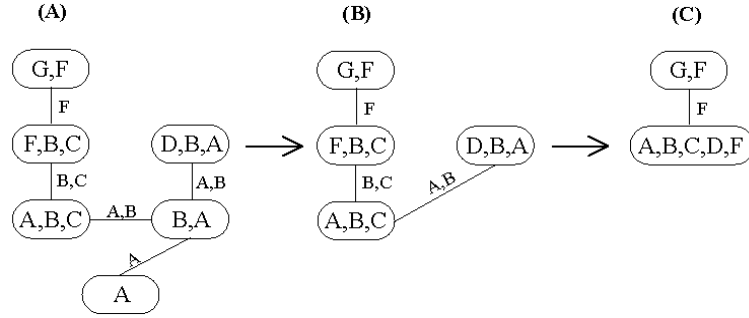 (A) (B) (C)
G,F G,F G,F
F F F
F,B,C D,B,A F,B,C D,B,A A,B,C,D,F
B,C A,B B,C A,B
A,B,C A,B B,A A,B,C
A
A